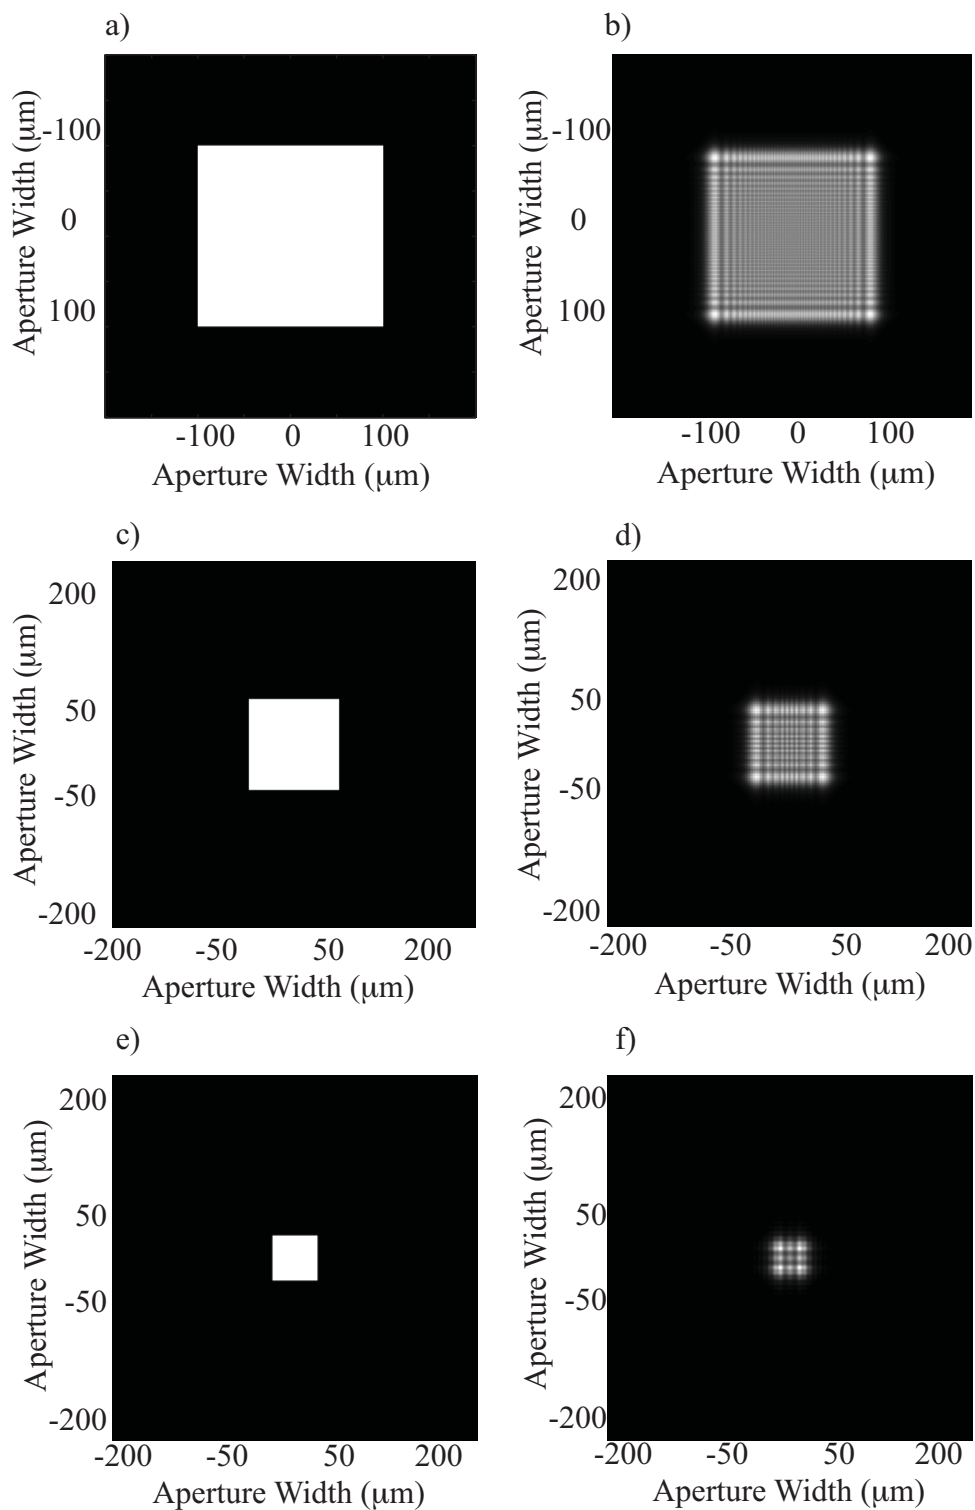 a)
Aperture Width (μm)
-100
0
100
-100 0 100
Aperture Width (μm)
b)
Aperture Width (μm)
-100
0
100
-100 0 100
Aperture Width (μm)
c)
Aperture Width (μm)
200
50
-50
-200
-200 -50 50 200
Aperture Width (μm)
d)
Aperture Width (μm)
200
50
-50
-200
-200 -50 50 200
Aperture Width (μm)
e)
Aperture Width (μm)
200
50
-50
-200
-200 -50 50 200
Aperture Width (μm)
f)
Aperture Width (μm)
200
50
-50
-200
-200 -50 50 200
Aperture Width (μm)